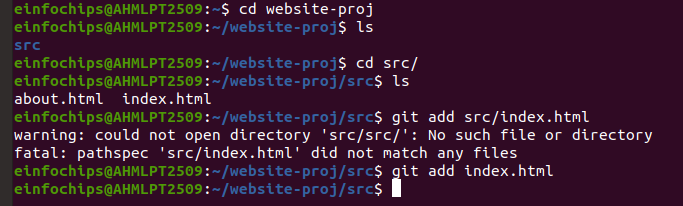 einfochips@AHMLPT2509:~$ cd website-proj
einfochips@AHMLPT2509:~/website-proj$ ls
src
einfochips@AHMLPT2509:~/website-proj$ cd src/
einfochips@AHMLPT2509:~/website-proj/src$ ls
about.html  index.html
einfochips@AHMLPT2509:~/website-proj/src$ git add src/index.html
warning: could not open directory 'src/src/': No such file or directory
fatal: pathspec 'src/index.html' did not match any files
einfochips@AHMLPT2509:~/website-proj/src$ git add index.html
einfochips@AHMLPT2509:~/website-proj/src$